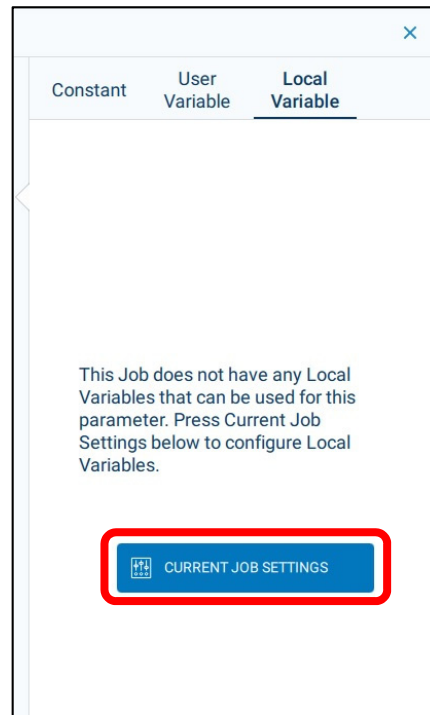 Constant
User
Variable
Local
Variable
This Job does not have any Local
Variables that can be used for this
parameter. Press Current Job
Settings below to configure Local
Variables.
CURRENT JOB SETTINGS